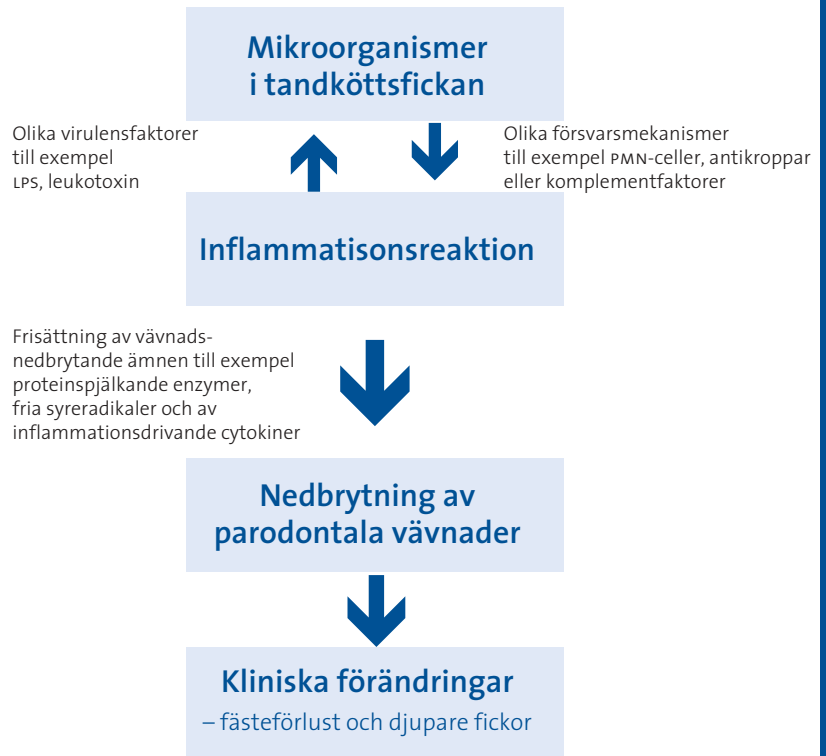 Mikroorganismer
i tandköttsfickan
Olika virulensfaktorer
till exempel
LPS, leukotoxin
Olika försvarsmekanismer
till exempel PMN-celler, antikroppar
eller komplementfaktorer
Inflammatisonsreaktion
Frisättning av vävnads-
nedbrytande ämnen till exempel
proteinspjälkande enzymer,
fria syreradikaler och av
inflammationsdrivande cytokiner
Nedbrytning av
parodontala vävnader
Kliniska förändringar
– fästeförlust och djupare fickor